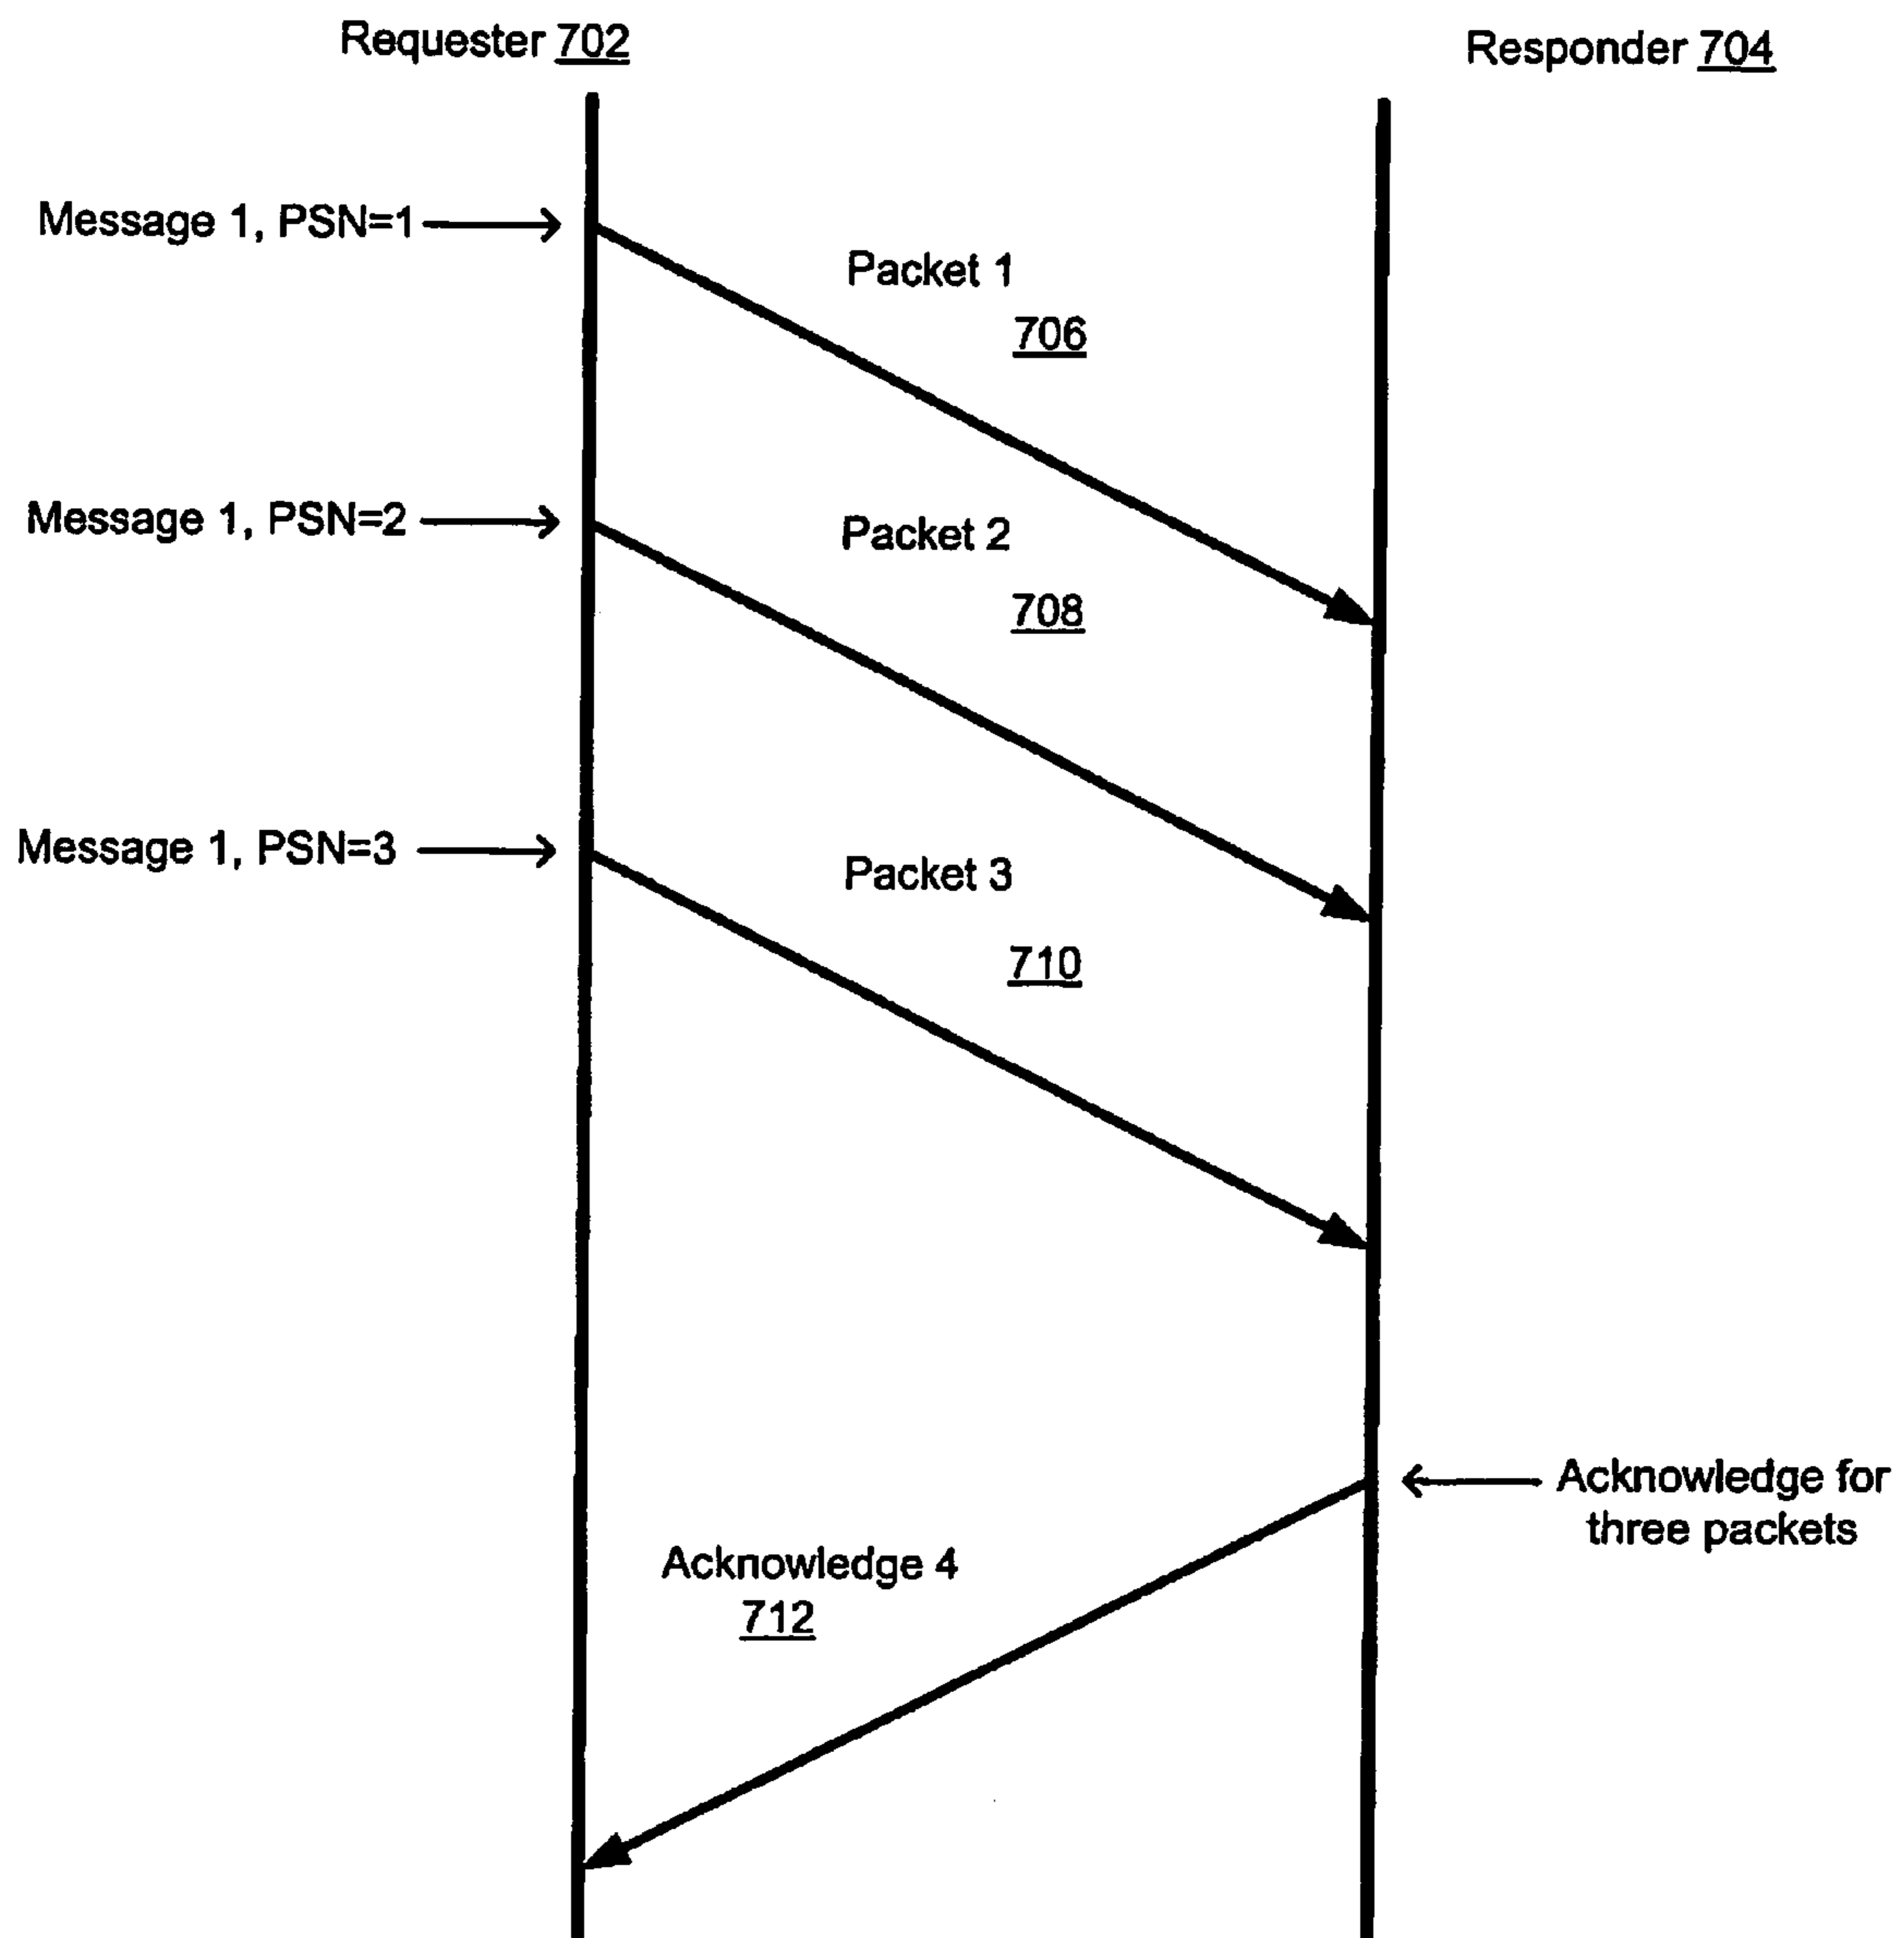 Requester 702
Responder 704
Message 1, PSN=1
Packet 1
706
Message 1, PSN=2
Packet 2
708
Message 1, PSN=3
Packet 3
710
Acknowledge for
three packets
Acknowledge 4
712